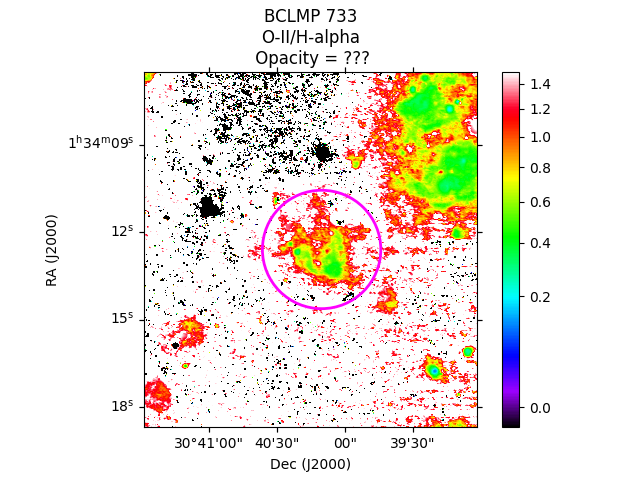 BCLMP 733
O-II/H-alpha
Opacity = ???
RA (J2000)
1ʰ34ᵐ09ˢ
12ˢ
15ˢ
18ˢ
30°41'00"
40'30"
00"
39'30"
Dec (J2000)
1.4
1.2
1.0
0.8
0.6
0.4
0.2
0.0